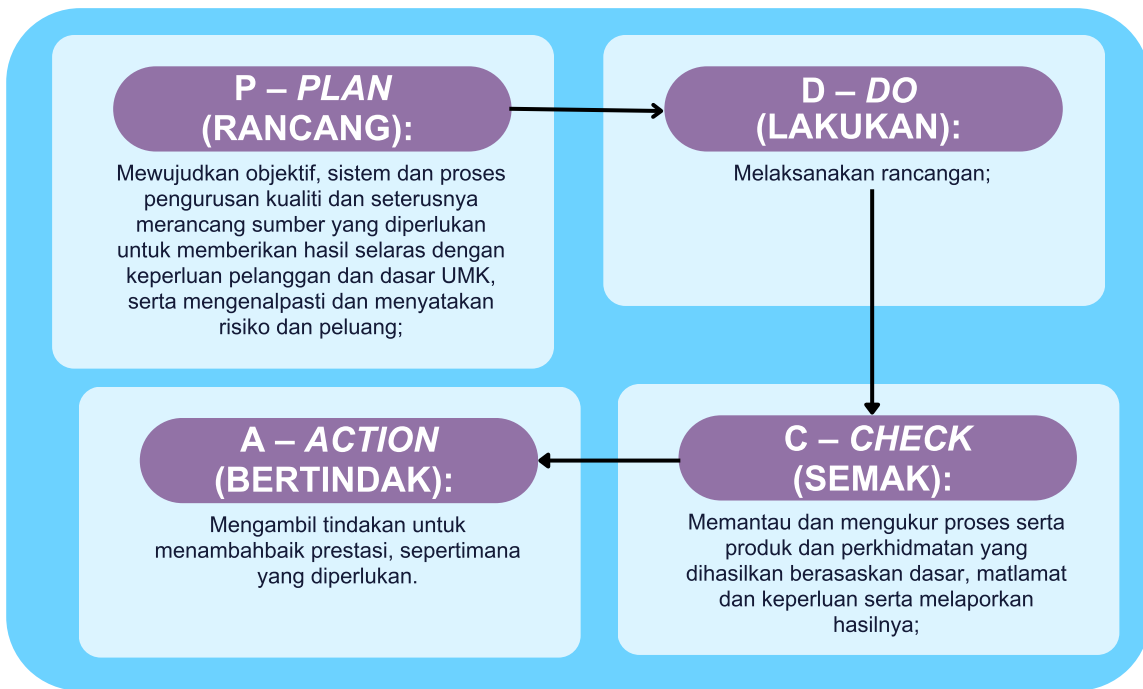 P – PLAN
(RANCANG):
Mewujudkan objektif, sistem dan proses
pengurusan kualiti dan seterusnya
merancang sumber yang diperlukan
untuk memberikan hasil selaras dengan
keperluan pelanggan dan dasar UMK,
serta mengenalpasti dan menyatakan
risiko dan peluang;
D – DO
(LAKUKAN):
Melaksanakan rancangan;
C – CHECK
(SEMAK):
Memantau dan mengukur proses serta
produk dan perkhidmatan yang
dihasilkan berasaskan dasar, matlamat
dan keperluan serta melaporkan
hasilnya;
A – ACTION
(BERTINDAK):
Mengambil tindakan untuk
menambahbaik prestasi, sepertimana
yang diperlukan.